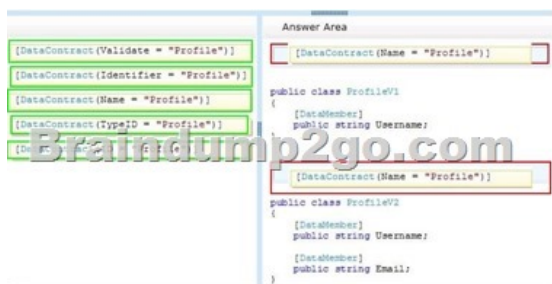 Answer Area
[DataContract(Validate = "Profile")]
[DataContract(Identifier = "Profile")]
[DataContract(Name = "Profile")]
[DataContract(TypeID = "Profile")]
[DataContract(Name = "Profile")]
public class ProfileV1
{
[DataMember]
public string Username;
Braindump2go.com
[DataContract(Name = "Profile")]
public class ProfileV2
{
[DataMember]
public string Username;
[DataMember]
public string Email;
}